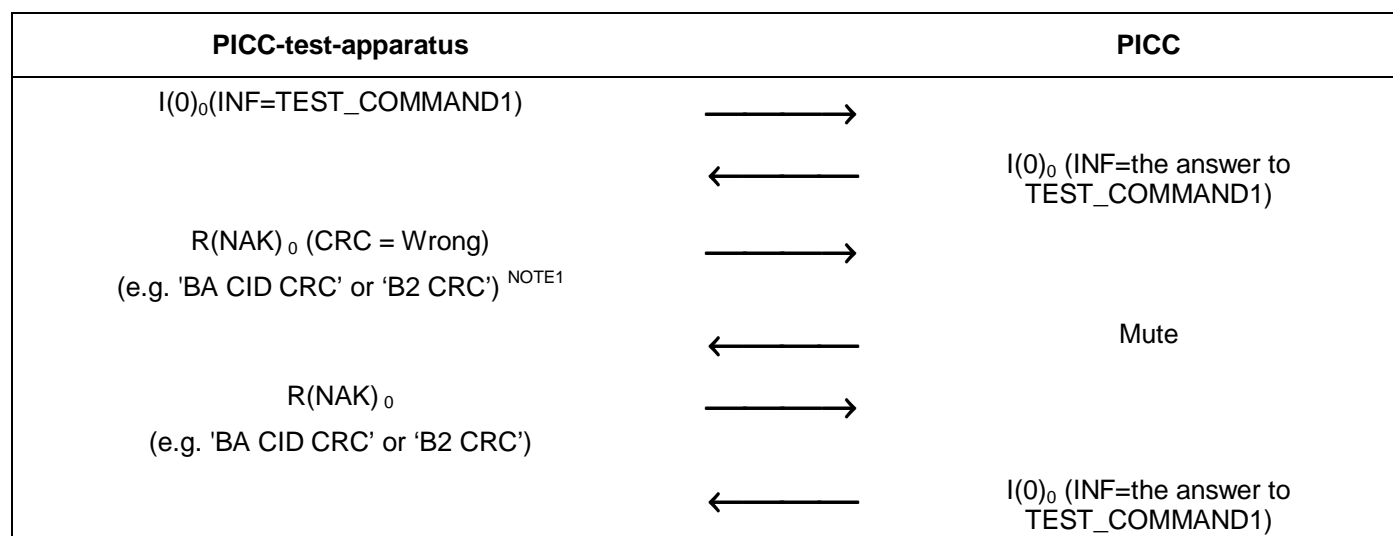 PICC-test-apparatus PICC
I(0)₀(INF=TEST_COMMAND1)
I(0)₀ (INF=the answer to
TEST_COMMAND1)
R(NAK) ₀ (CRC = Wrong)
(e.g. 'BA CID CRC’ or ‘B2 CRC’) NOTE1
Mute
R(NAK) ₀
(e.g. 'BA CID CRC’ or ‘B2 CRC’)
I(0)₀ (INF=the answer to
TEST_COMMAND1)